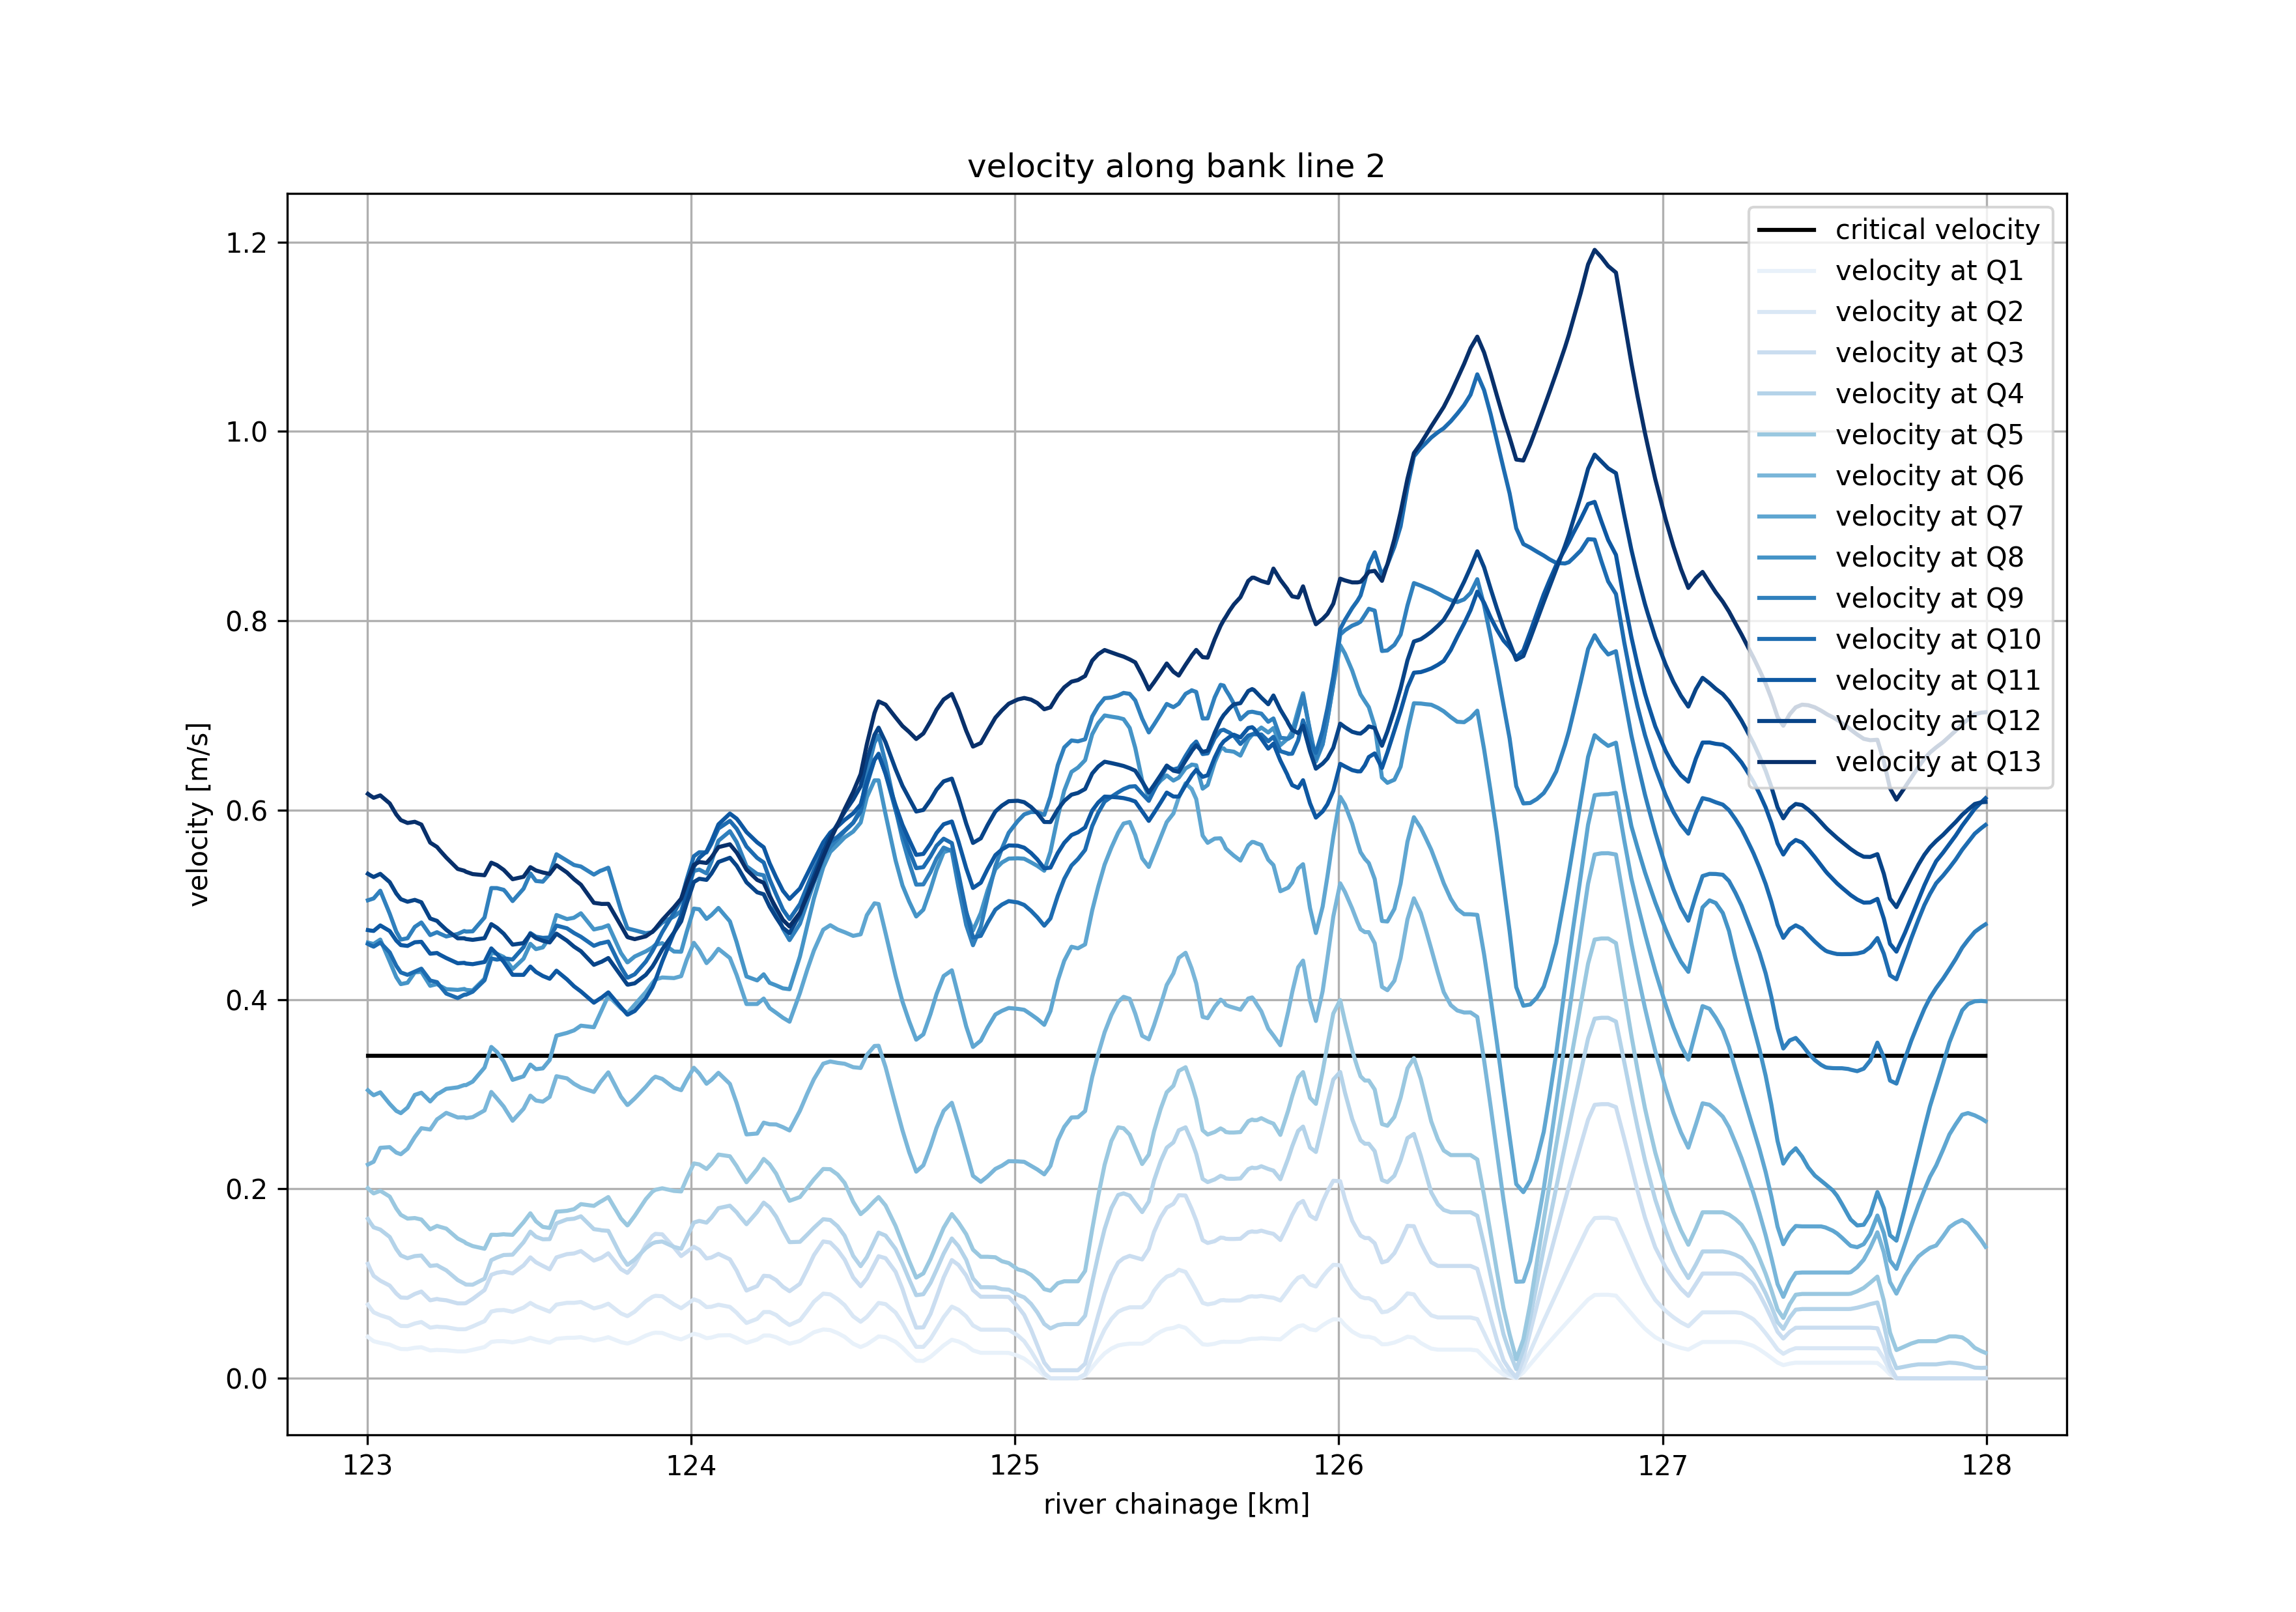 velocity along bank line 2
1.2
1.0
0.8
0.6
0.4
0.2
0.0
velocity [m/s]
critical velocity
velocity at Q1
velocity at Q2
velocity at Q3
velocity at Q4
velocity at Q5
velocity at Q6
velocity at Q7
velocity at Q8
velocity at Q9
velocity at Q10
velocity at Q11
velocity at Q12
velocity at Q13
123 124 125 126 127 128
river chainage [km]